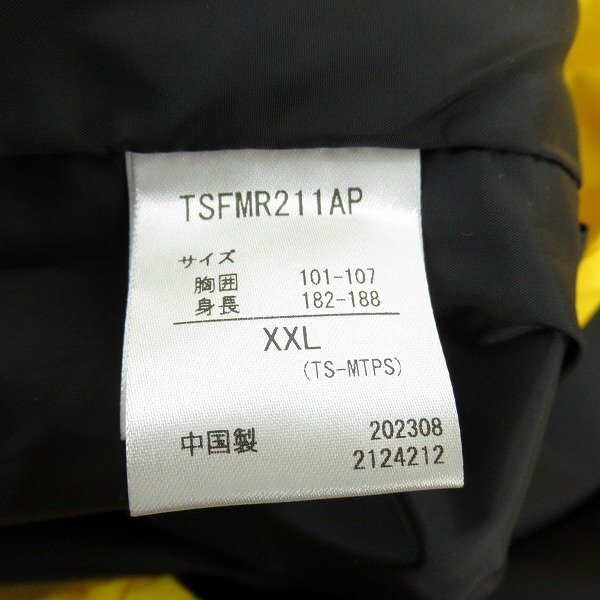 TSFMR211AP
サイズ
胸囲 101-107
身長 182-188
XXL
(TS-MTPS)
中国製 202308
2124212